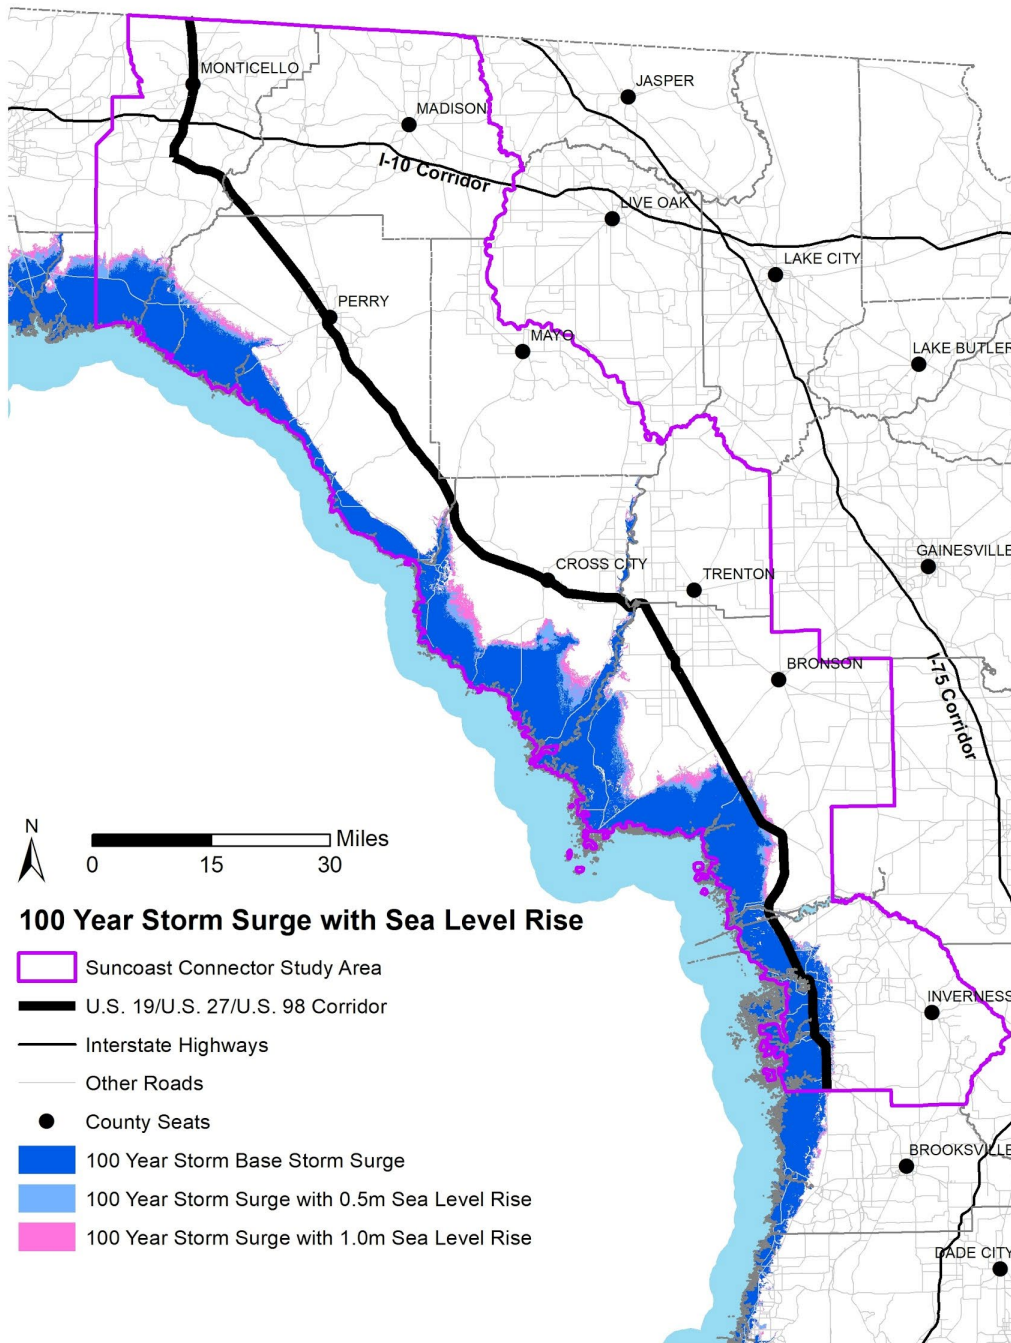 MONTICELLO
JASPER
MADISON
I-10 Corridor
LIVE OAK
LAKE CITY
PERRY
MAYO
LAKE BUTLER
GAINESVILLE
CROSS CITY
TRENTON
BRONSON
I-75 Corridor
N
Miles
0 15 30
100 Year Storm Surge with Sea Level Rise
Suncoast Connector Study Area
U.S. 19/U.S. 27/U.S. 98 Corridor
INVERNESS
Interstate Highways
Other Roads
County Seats
100 Year Storm Base Storm Surge
BROOKSVILLE
100 Year Storm Surge with 0.5m Sea Level Rise
100 Year Storm Surge with 1.0m Sea Level Rise
DADE CITY